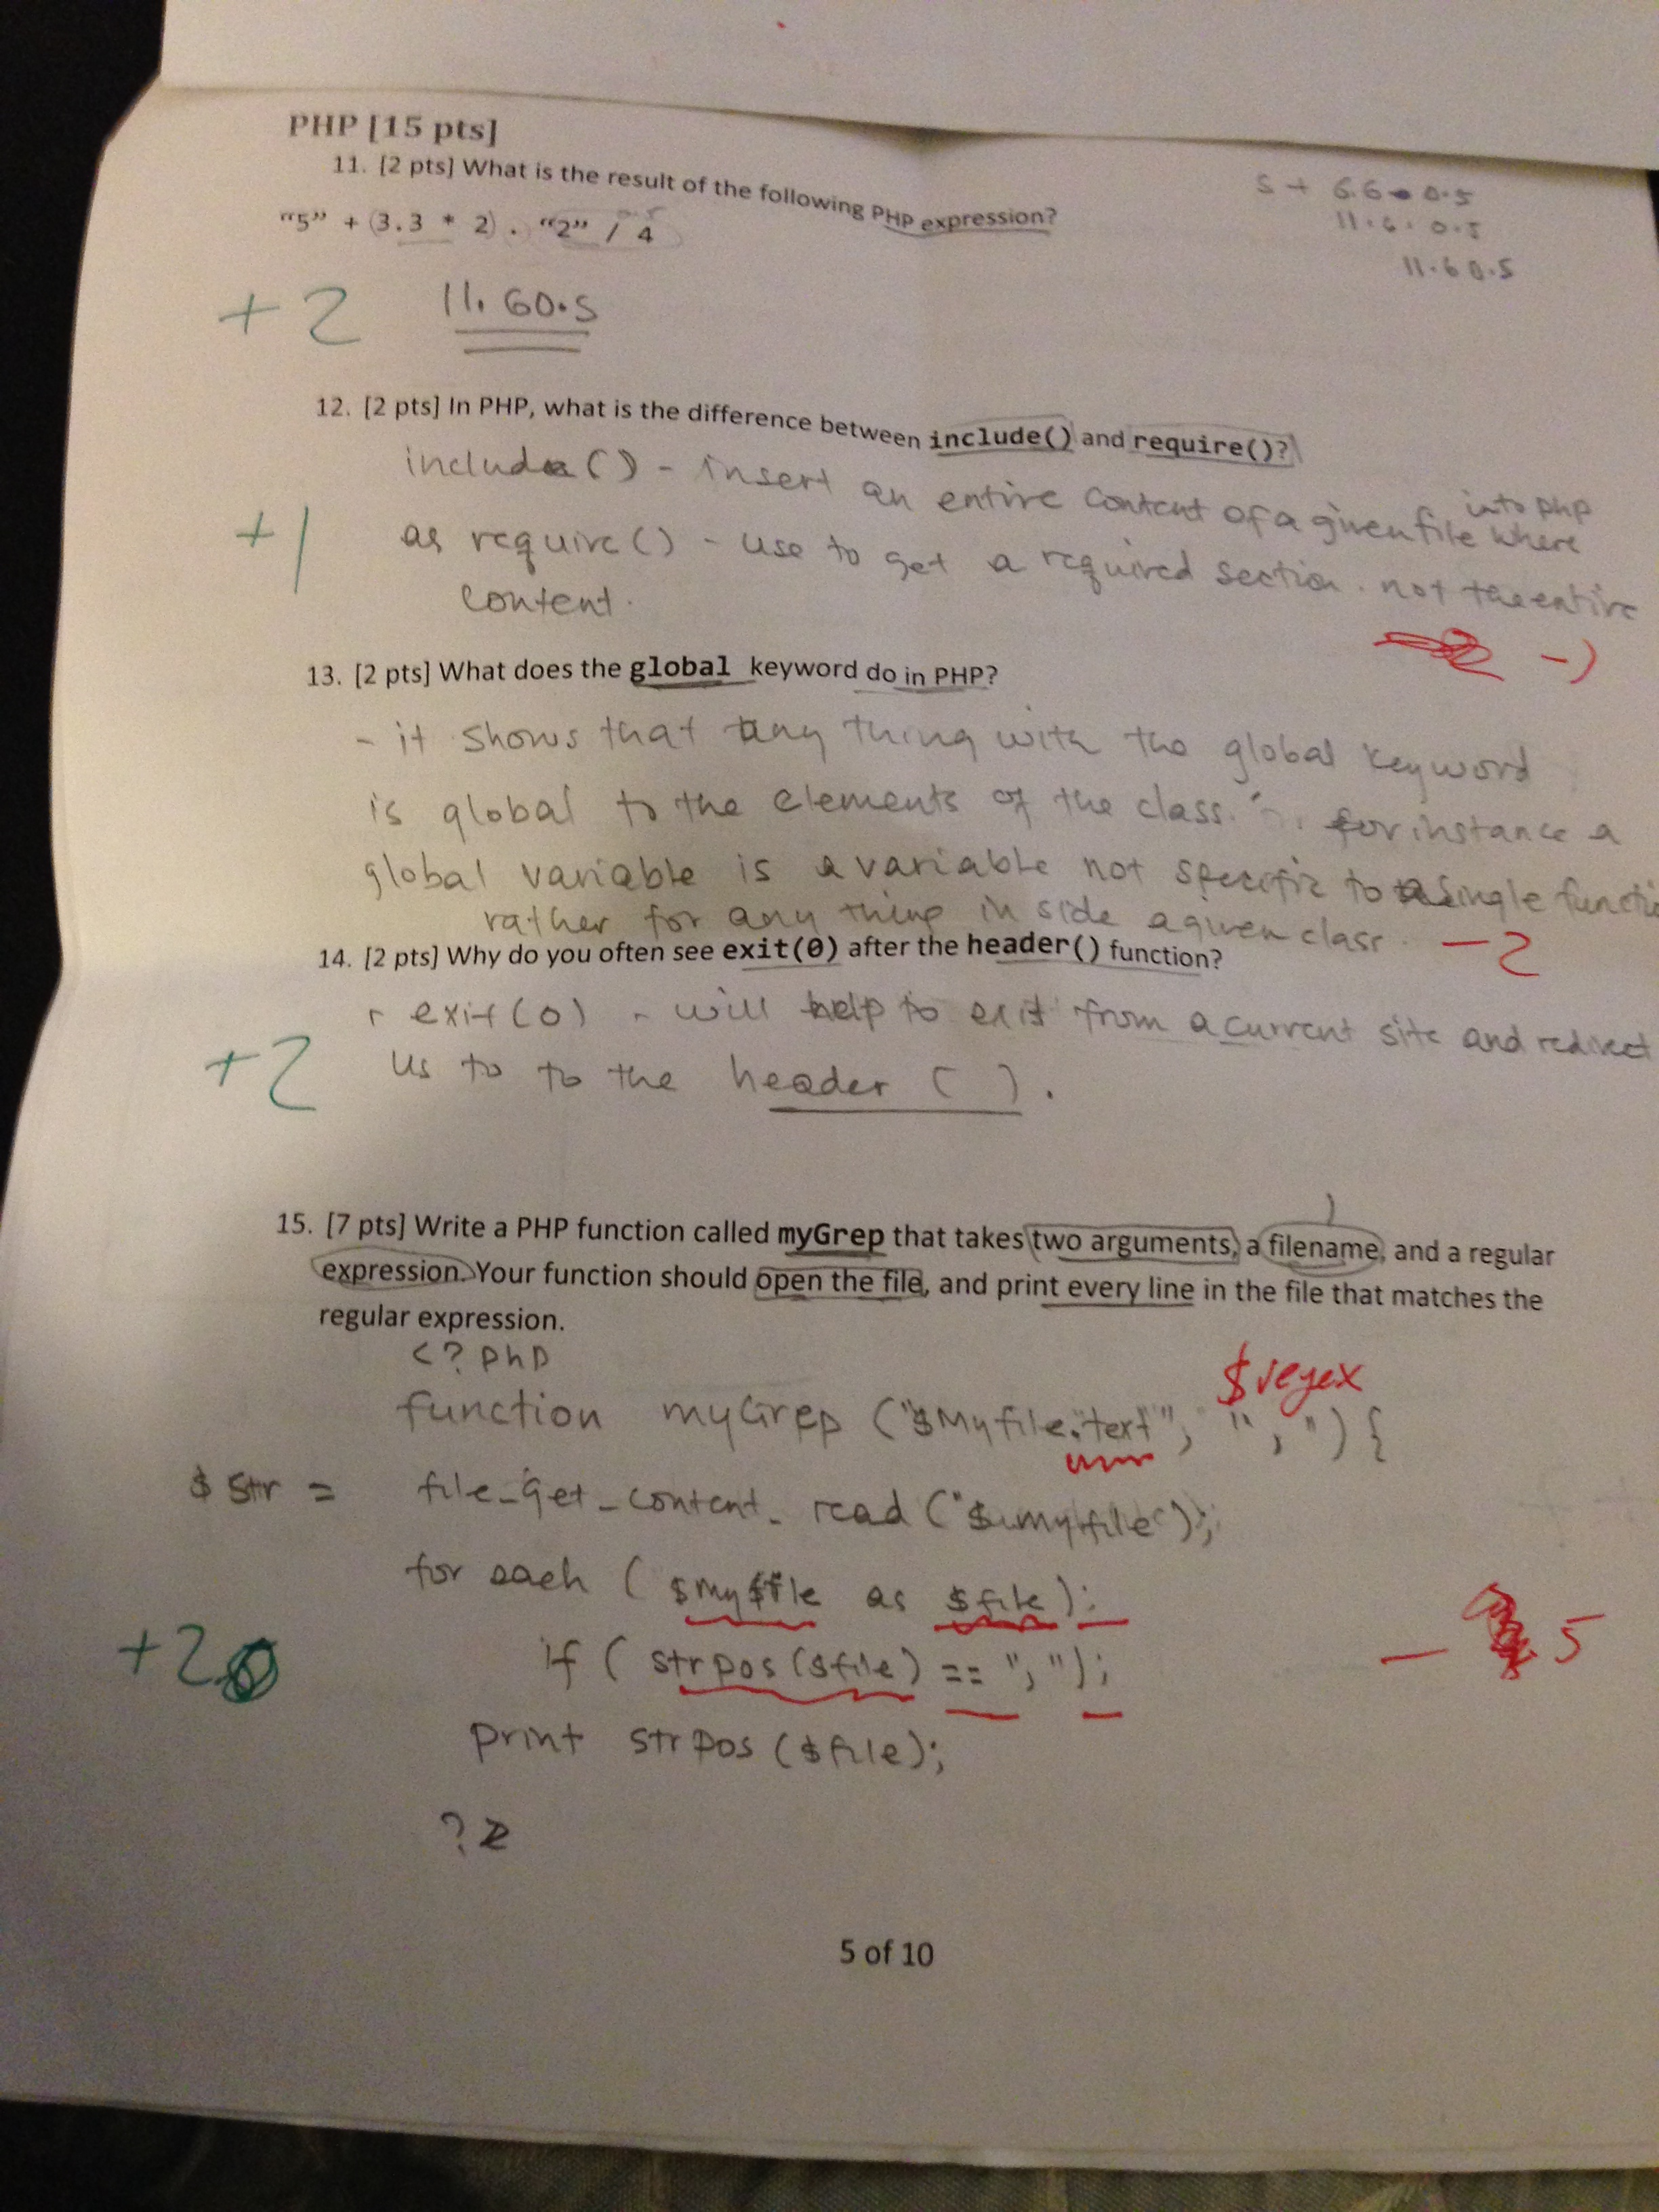 PHP [15 pts]
11. [2 pts] What is the result of the following PHP expression?
"5" + (3.3 * 2) . "2" / 4
0.5
5 + 6.6 0.5
11.6 . 0.5
11.60.5
+2 11.60.5
12. [2 pts] In PHP, what is the difference between include() and require()?
include() - insert an entire content of a given file into php where
+1 as require() - use to get a required section. not the entire
content.
-1
13. [2 pts] What does the global keyword do in PHP?
- it shows that any thing with the global keyword
is global to the elements of the class. for instance a
global variable is a variable not specific to a single functi
rather for any thing in side a given class. -2
14. [2 pts] Why do you often see exit(0) after the header() function?
exit(0) - will help to exit from a current site and redirect
+2 us to to the header ( ).
15. [7 pts] Write a PHP function called myGrep that takes two arguments, a filename, and a regular
expression. Your function should open the file, and print every line in the file that matches the
regular expression.
<? php
$regex
function myGrep ("$Myfile.text", ",") {
$str = file_get_content_read ("$myfile");
for each ( $myfile as $file);
+2 if ( strpos($file) == ","); -5
print strpos ($file);
?>
5 of 10